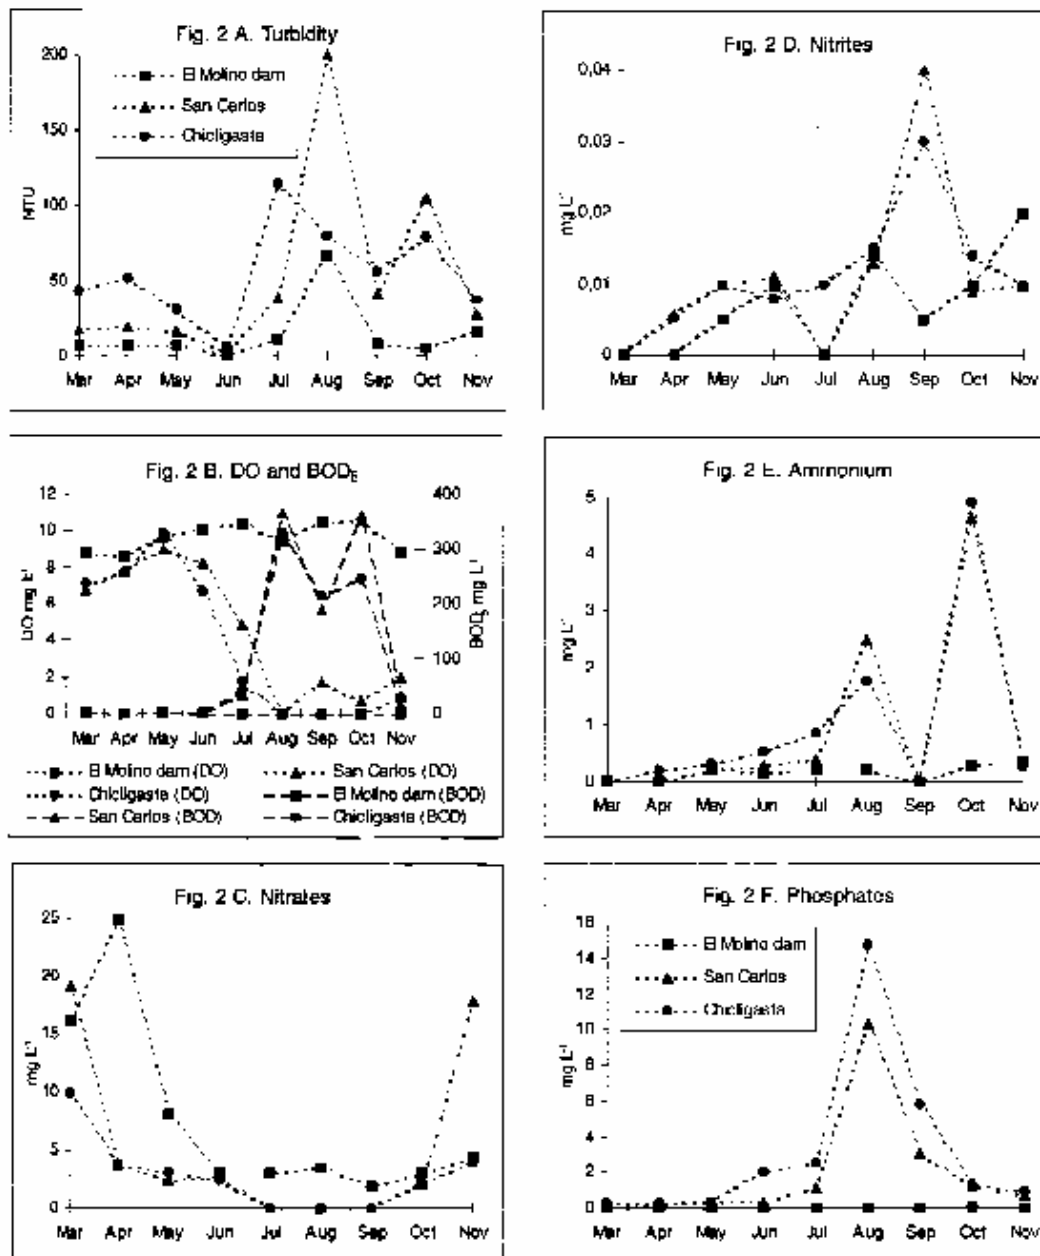 Fig. 2 A. Turbidity
200
150
100
50
0
NTU
El Molino dam
San Carlos
Chicligasta
Mar Apr May Jun Jul Aug Sep Oct Nov
Fig. 2 D. Nitrites
0,04
0,03
0,02
0,01
0
mg L-1
Mar Apr May Jun Jul Aug Sep Oct Nov
Fig. 2 B. DO and BOD5
12
10
8
6
4
2
0
DO mg L-1
400
300
200
100
0
BOD5 mg L-1
Mar Apr May Jun Jul Aug Sep Oct Nov
El Molino dam (DO) San Carlos (DO)
Chicligasta (DO) El Molino dam (BOD)
San Carlos (BOD) Chicligasta (BOD)
Fig. 2 E. Ammonium
5
4
3
2
1
0
mg L-1
Mar Apr May Jun Jul Aug Sep Oct Nov
Fig. 2 C. Nitrates
25
20
15
10
5
0
mg L-1
Mar Apr May Jun Jul Aug Sep Oct Nov
Fig. 2 F. Phosphates
16
14
12
10
8
6
4
2
0
mg L-1
El Molino dam
San Carlos
Chicligasta
Mar Apr May Jun Jul Aug Sep Oct Nov